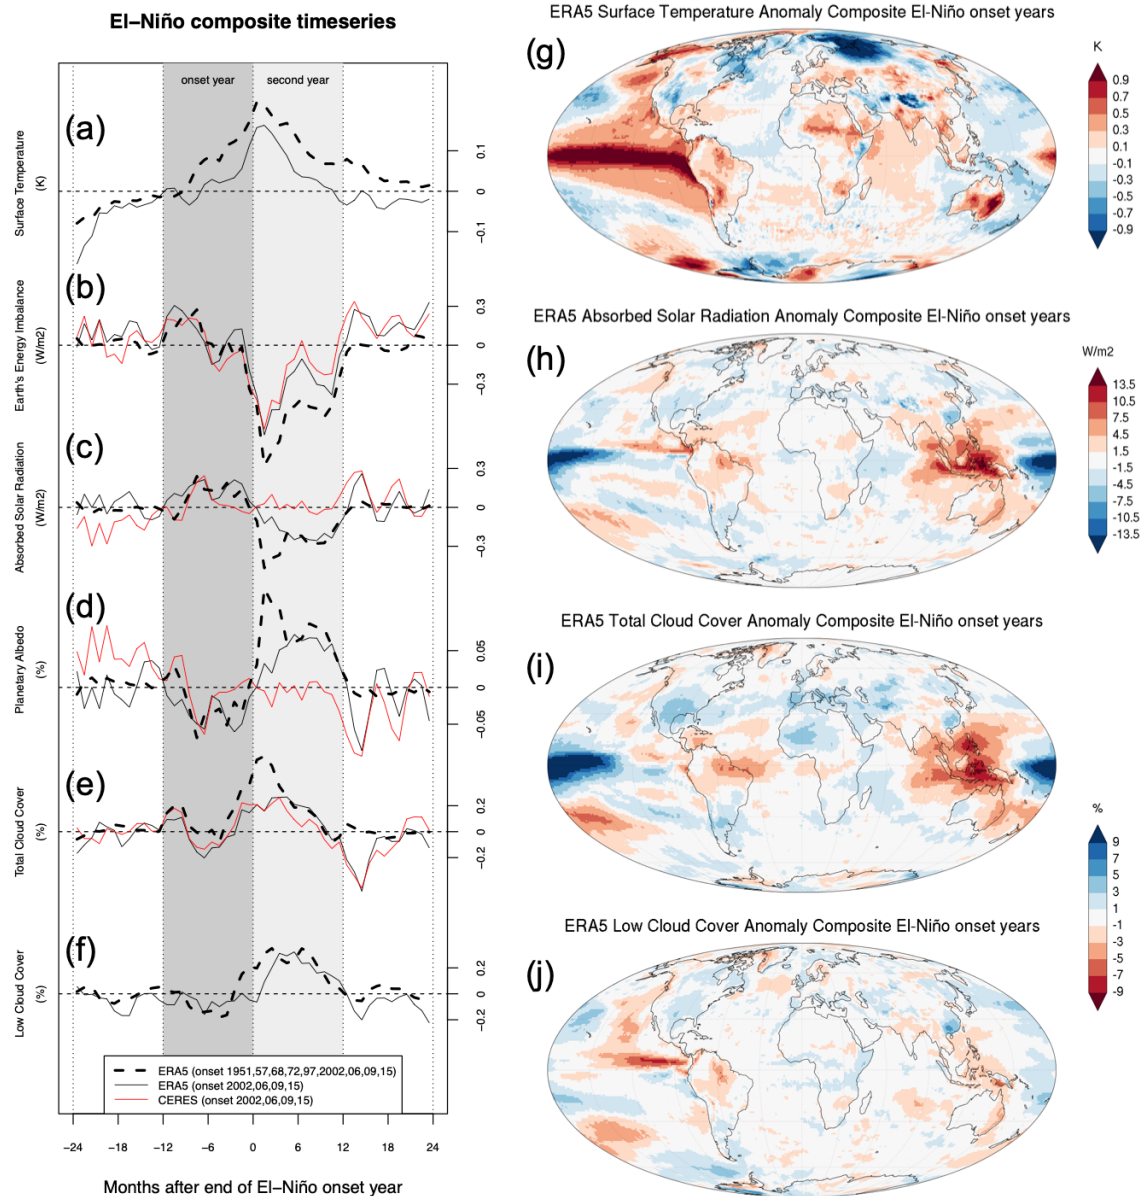 El−Niño composite timeseries
onset year
second year
(a)
Surface Temperature
(K)
0.1
0
−0.1
(b)
Earth's Energy Imbalance
(W/m2)
0.3
0
−0.3
(c)
Absorbed Solar Radiation
(W/m2)
0.3
0
−0.3
(d)
Planetary Albedo
(%)
0.05
0
−0.05
(e)
Total Cloud Cover
(%)
0.2
0
−0.2
(f)
Low Cloud Cover
(%)
0.2
0
−0.2
ERA5 (onset 1951,57,68,72,97,2002,06,09,15)
ERA5 (onset 2002,06,09,15)
CERES (onset 2002,06,09,15)
−24 −18 −12 −6 0 6 12 18 24
Months after end of El−Niño onset year
ERA5 Surface Temperature Anomaly Composite El-Niño onset years
(g)
K
0.9
0.7
0.5
0.3
0.1
-0.1
-0.3
-0.5
-0.7
-0.9
ERA5 Absorbed Solar Radiation Anomaly Composite El-Niño onset years
(h)
W/m2
13.5
10.5
7.5
4.5
1.5
-1.5
-4.5
-7.5
-10.5
-13.5
ERA5 Total Cloud Cover Anomaly Composite El-Niño onset years
(i)
%
9
7
5
3
1
-1
-3
-5
-7
-9
ERA5 Low Cloud Cover Anomaly Composite El-Niño onset years
(j)